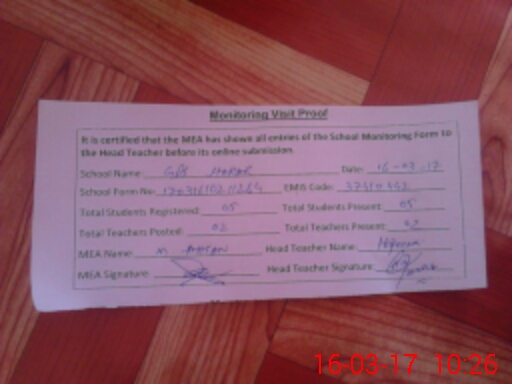 Monitoring Visit Proof
It is certified that the MEA has shown all entries of the School Monitoring Form to
the Head Teacher before its online submission.
School Name: GPS Date: 16-03-17
School Form No: EMIS Code:
Total Students Registered: 05 Total Students Present: 05
Total Teachers Posted: 02 Total Teachers Present: 02
MEA Name: M Head Teacher Name:
MEA Signature: Head Teacher Signature:
16-03-17 10:26